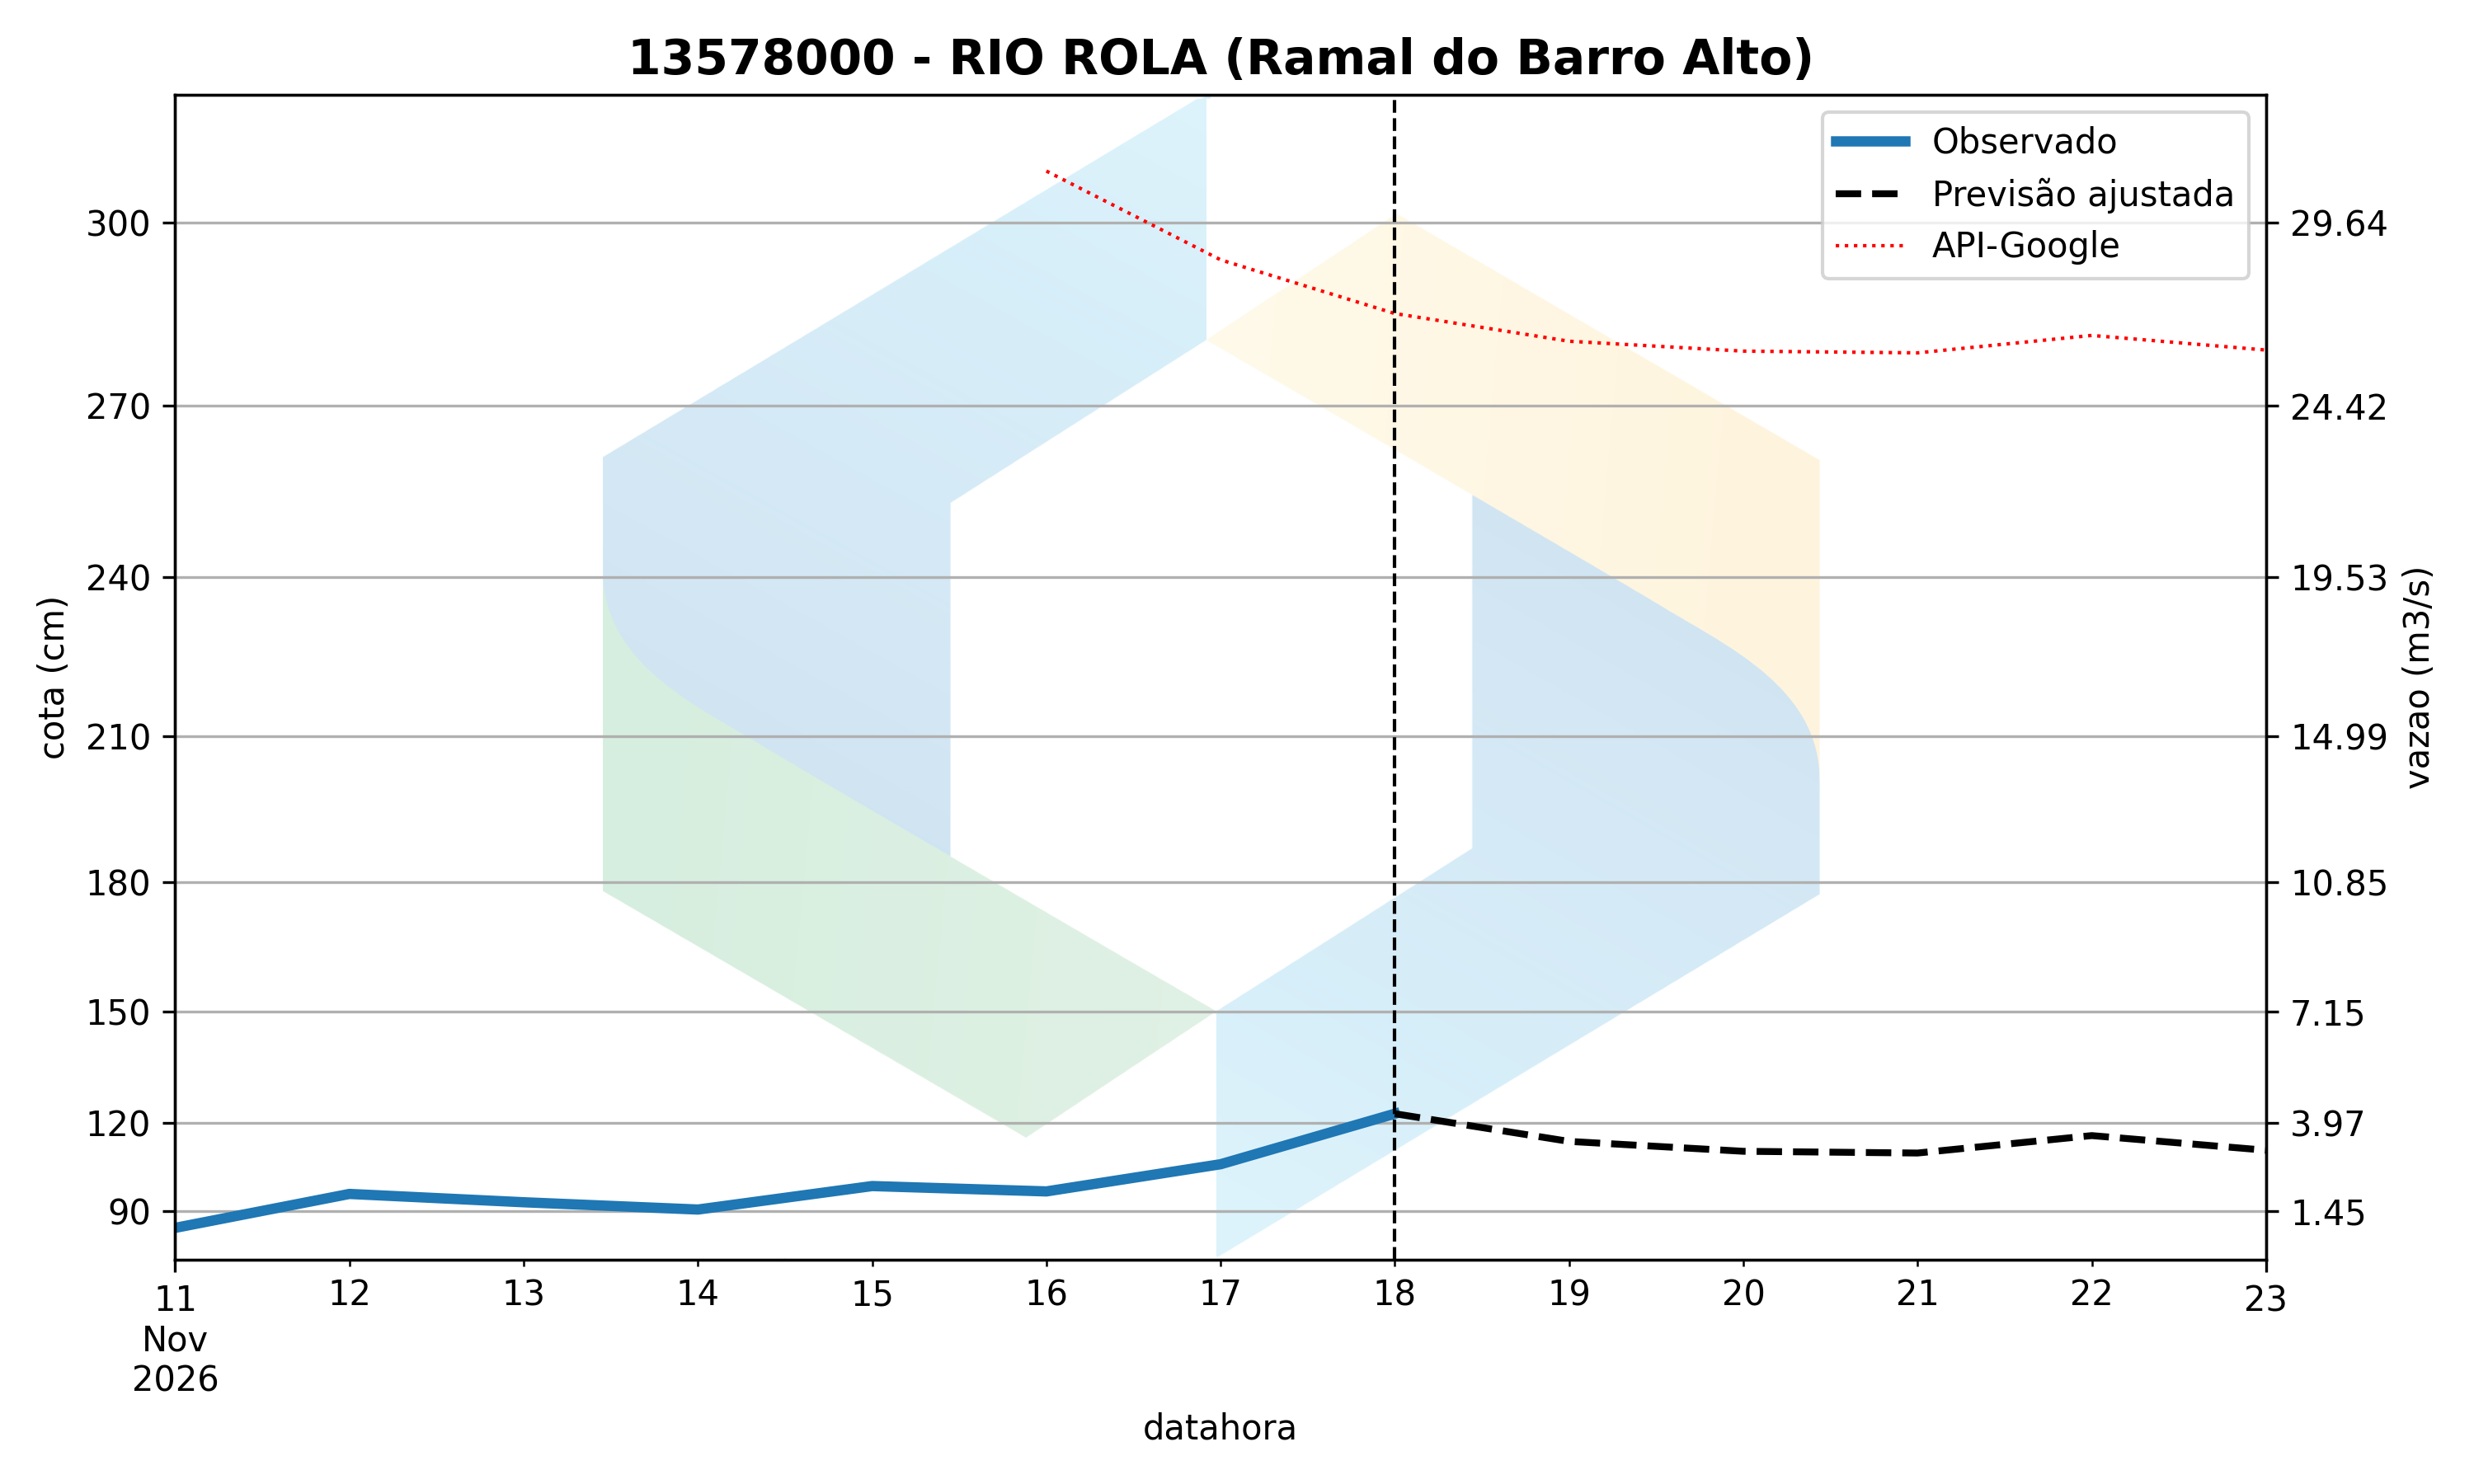 13578000 - RIO ROLA (Ramal do Barro Alto)
Observado
Previsão ajustada
API-Google
300
270
240
210
180
150
120
90
cota (cm)
29.64
24.42
19.53
14.99
10.85
7.15
3.97
1.45
vazao (m3/s)
11 12 13 14 15 16 17 18 19 20 21 22 23
Nov
2026
datahora